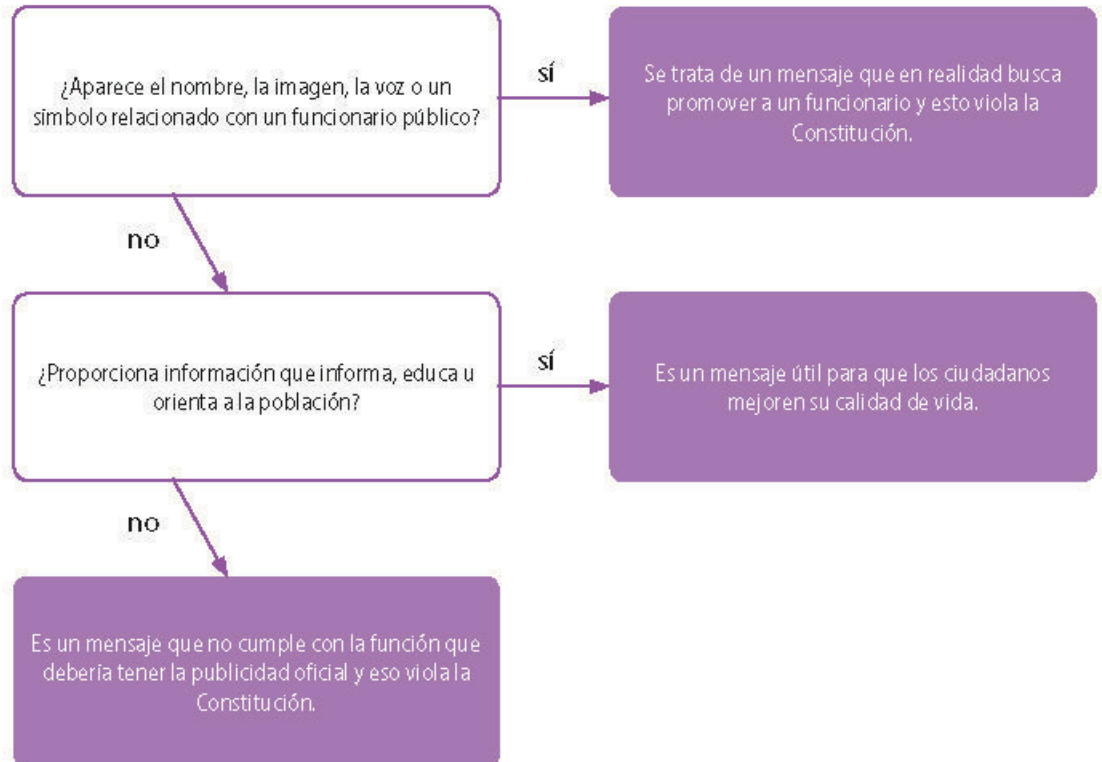 ¿Aparece el nombre, la imagen, la voz o un
símbolo relacionado con un funcionario público?
sí
Se trata de un mensaje que en realidad busca
promover a un funcionario y esto viola la
Constitución.
no
¿Proporciona información que informa, educa u
orienta a la población?
sí
Es un mensaje útil para que los ciudadanos
mejoren su calidad de vida.
no
Es un mensaje que no cumple con la función que
debería tener la publicidad oficial y eso viola la
Constitución.